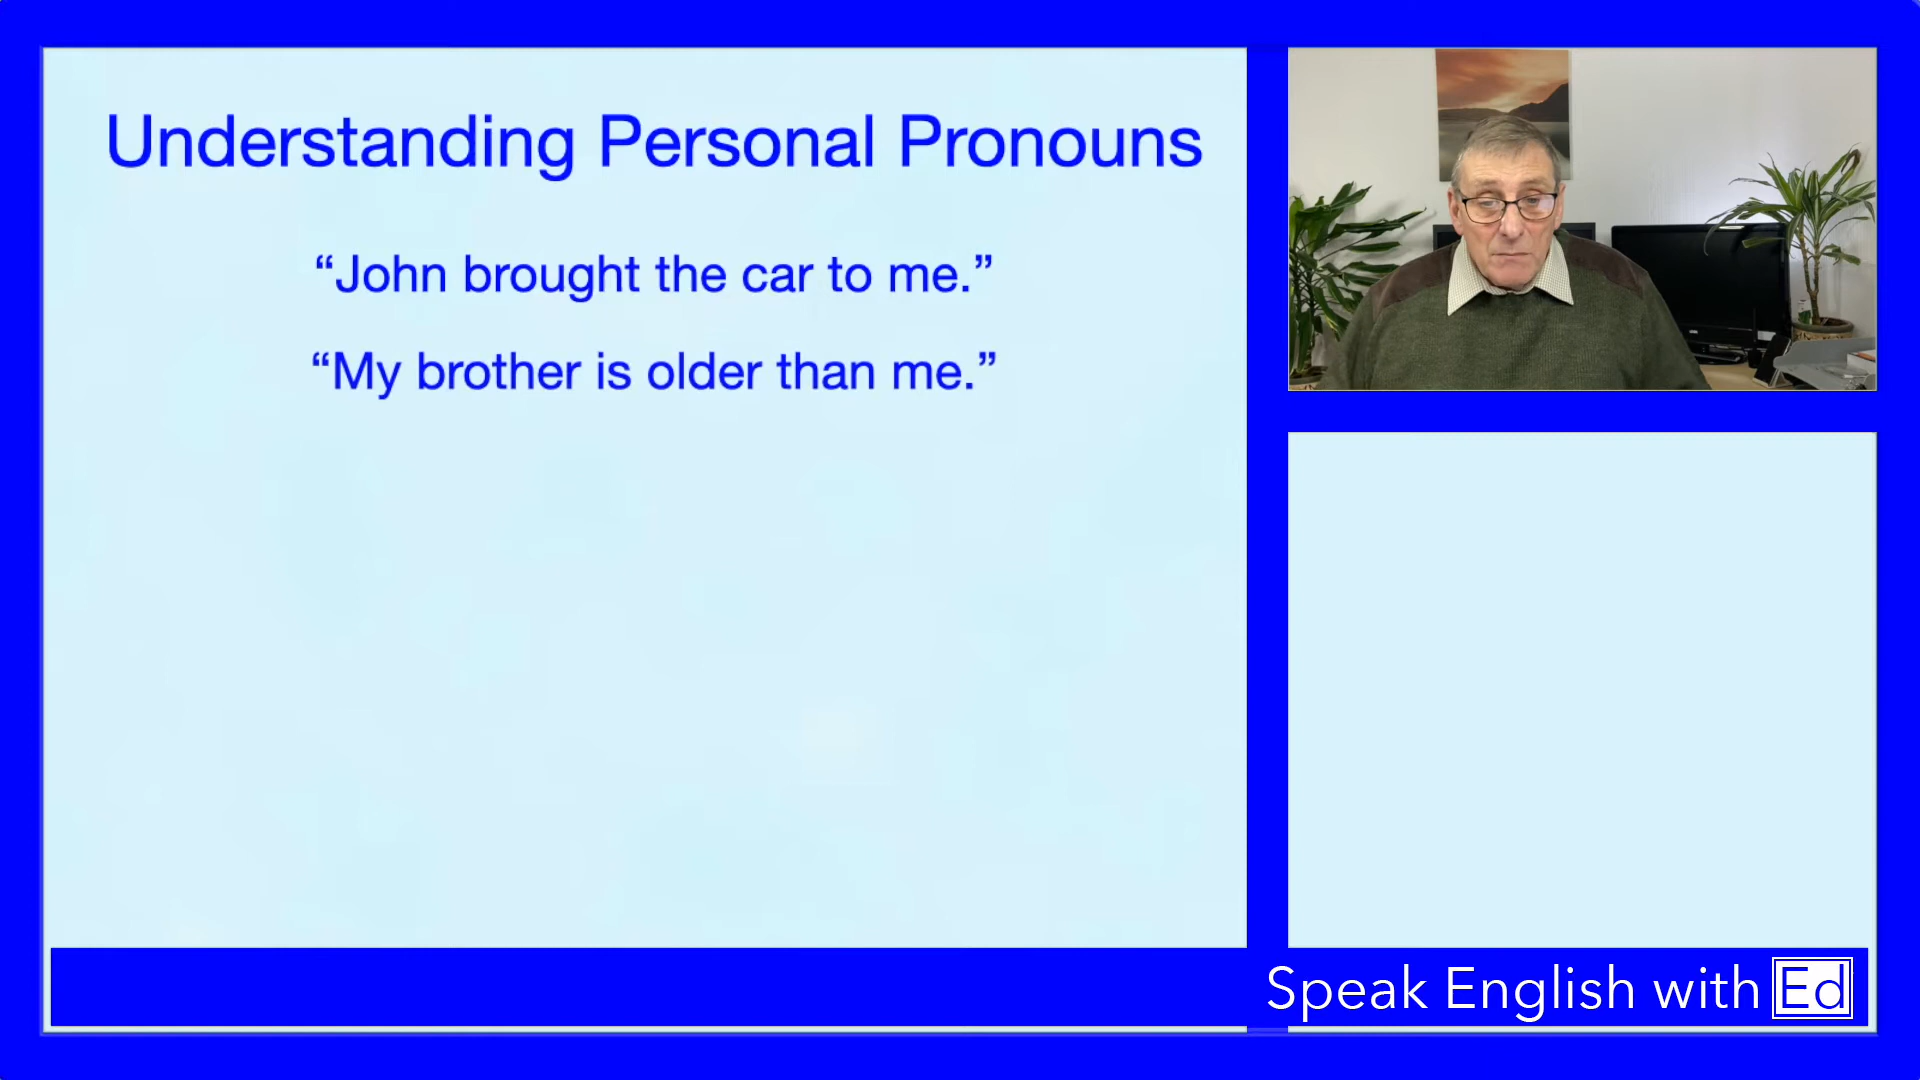 Understanding Personal Pronouns
“John brought the car to me.”
“My brother is older than me.”
Speak English with Ed